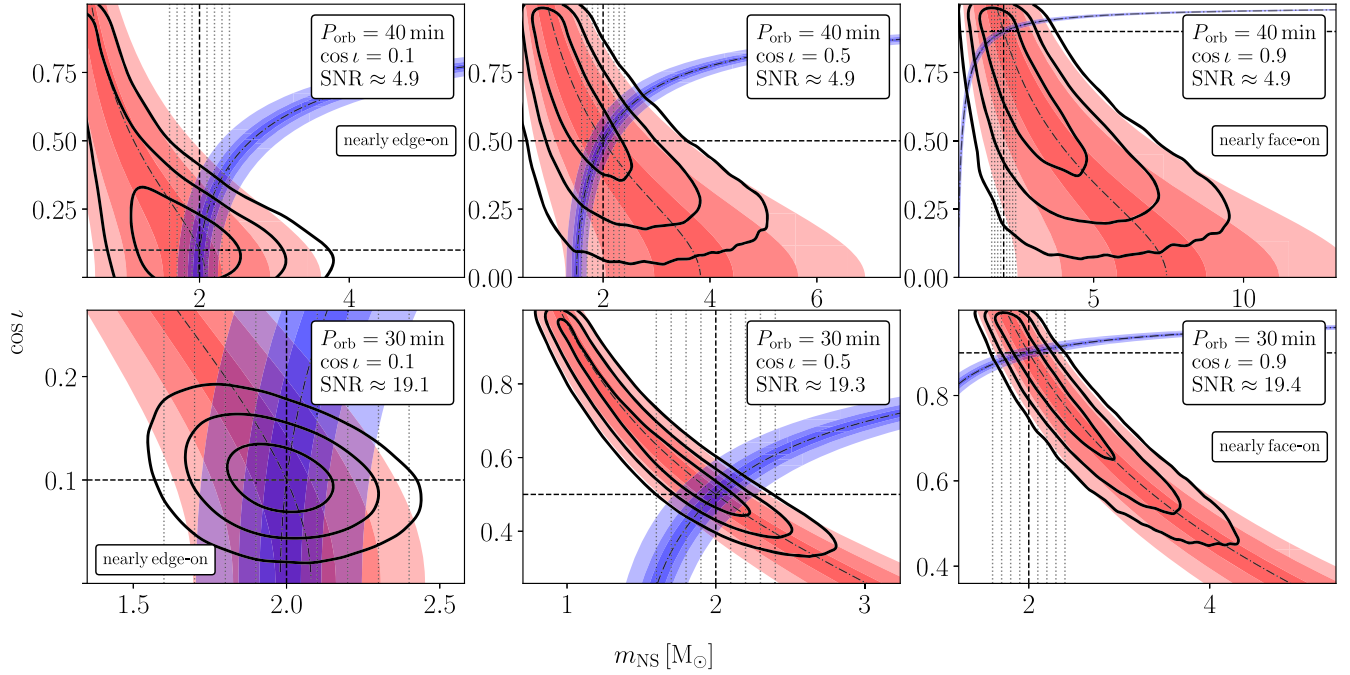 P_orb = 40 min
cos ι = 0.1
SNR ≈ 4.9
nearly edge-on
P_orb = 40 min
cos ι = 0.5
SNR ≈ 4.9
P_orb = 40 min
cos ι = 0.9
SNR ≈ 4.9
nearly face-on
0.75
0.50
0.25
2
4
0.75
0.50
0.25
0.00
2
4
6
0.75
0.50
0.25
0.00
5
10
cos ι
P_orb = 30 min
cos ι = 0.1
SNR ≈ 19.1
nearly edge-on
P_orb = 30 min
cos ι = 0.5
SNR ≈ 19.3
P_orb = 30 min
cos ι = 0.9
SNR ≈ 19.4
nearly face-on
0.2
0.1
1.5
2.0
2.5
0.8
0.6
0.4
1
2
3
0.8
0.6
0.4
2
4
m_NS [M_⊙]